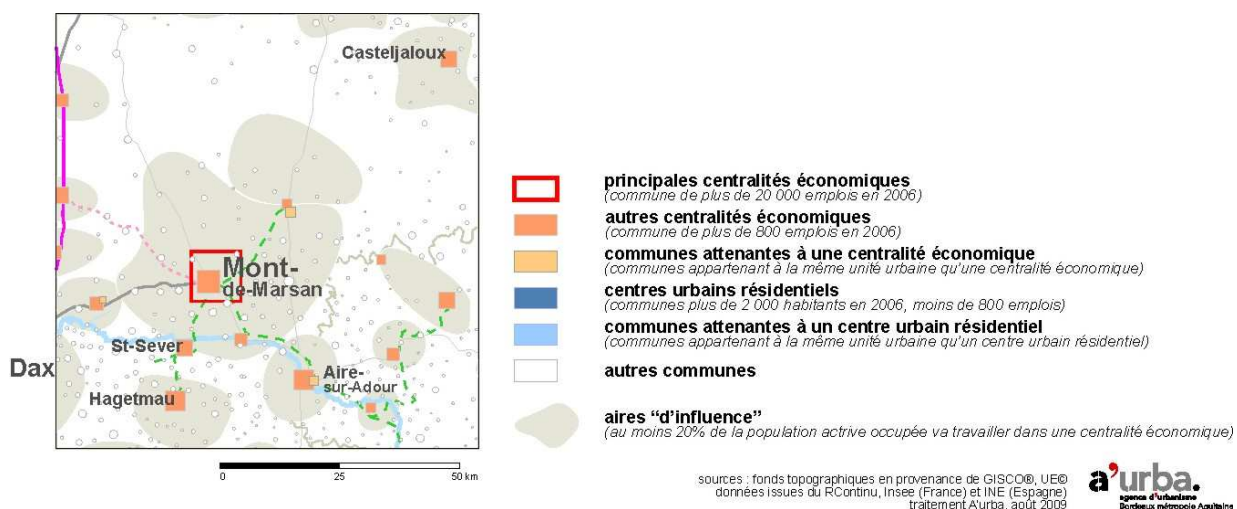 Casteljaloux
Mont-
de-Marsan
St-Sever
Dax
Aire-
sur-Adour
Hagetmau
0 25 50 km
principales centralités économiques
(commune de plus de 20 000 emplois en 2006)
autres centralités économiques
(commune de plus de 800 emplois en 2006)
communes attenantes à une centralité économique
(communes appartenant à la même unité urbaine qu'une centralité économique)
centres urbains résidentiels
(communes plus de 2 000 habitants en 2006, moins de 800 emplois)
communes attenantes à un centre urbain résidentiel
(communes appartenant à la même unité urbaine qu'un centre urbain résidentiel)
autres communes
aires "d'influence"
(au moins 20% de la population actrive occupée va travailler dans une centralité économique)
sources : fonds topographiques en provenance de GISCO®, UE©
données issues du RContinu, Insee (France) et INE (Espagne)
traitement A'urba, août 2009
a'urba.
agence d'urbanisme
Bordeaux métropole Aquitaine